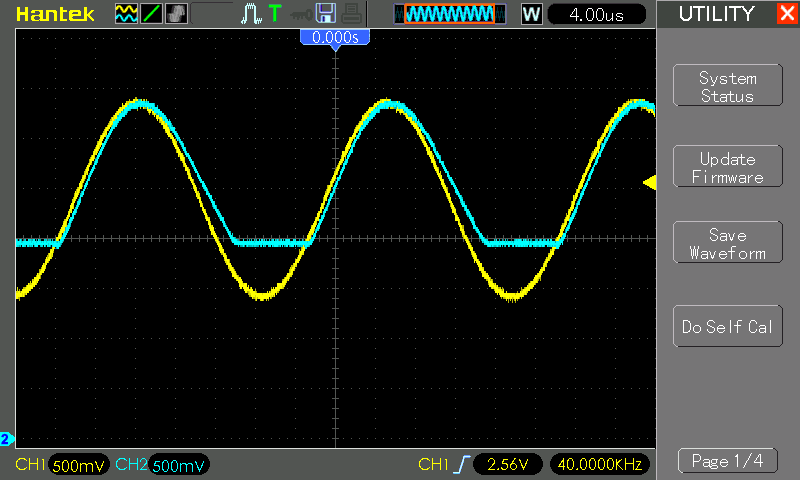 Hantek
T
W
4.00us
UTILITY
X
0.000s
System
Status
Update
Firmware
Save
Waveform
Do Self Cal
2
CH1 500mV CH2 500mV CH1 2.56V 40.0000KHz
Page 1/4